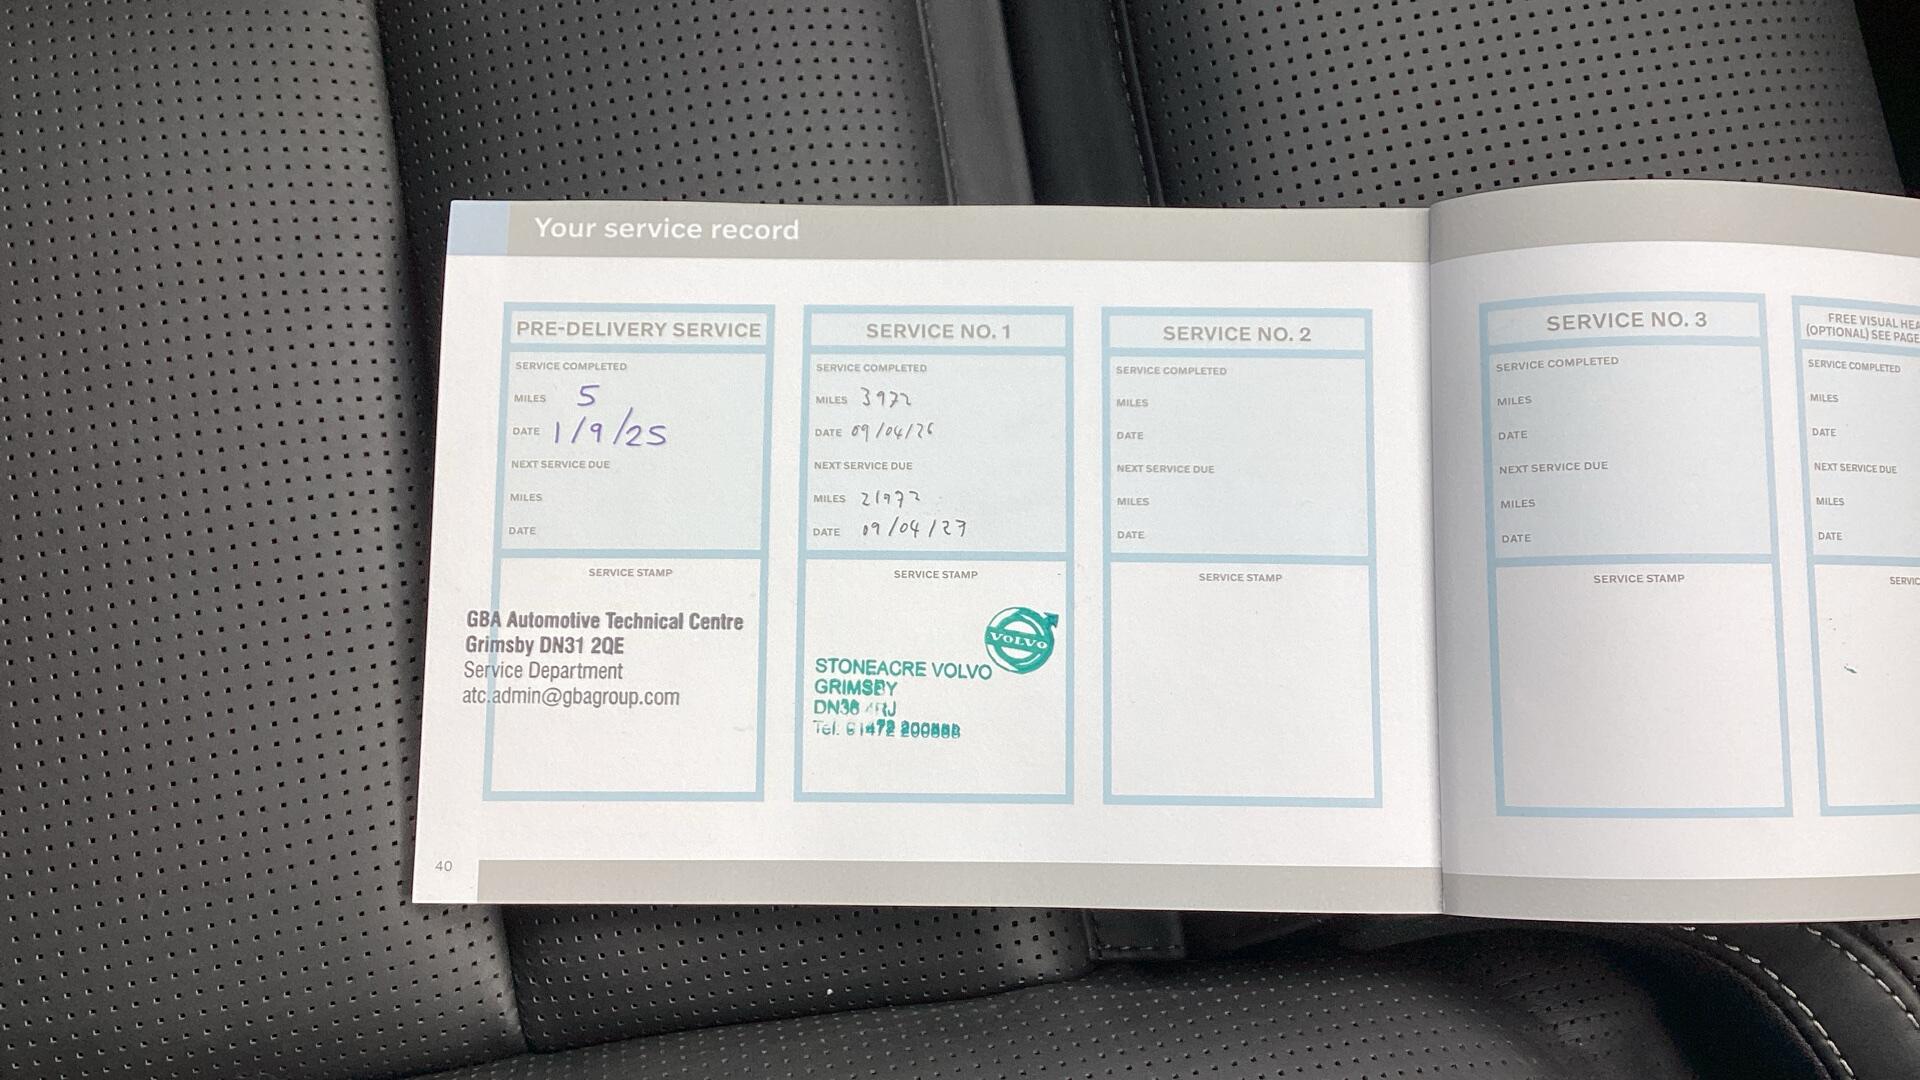 Your service record
PRE-DELIVERY SERVICE
SERVICE COMPLETED
MILES 5
DATE 1/9/25
NEXT SERVICE DUE
MILES
DATE
SERVICE STAMP
GBA Automotive Technical Centre
Grimsby DN31 2QE
Service Department
atc.admin@gbagroup.com
SERVICE NO. 1
SERVICE COMPLETED
MILES 3972
DATE 09/04/26
NEXT SERVICE DUE
MILES 21972
DATE 09/04/27
SERVICE STAMP
VOLVO
STONEACRE VOLVO
GRIMSBY
Tel:
SERVICE NO. 2
SERVICE COMPLETED
MILES
DATE
NEXT SERVICE DUE
MILES
DATE
SERVICE STAMP
40
SERVICE NO. 3
SERVICE COMPLETED
MILES
DATE
NEXT SERVICE DUE
MILES
DATE
SERVICE STAMP
FREE VISUAL
(OPTIONAL) SEE PAGE
SERVICE COMPLETED
MILES
DATE
NEXT SERVICE DUE
MILES
DATE